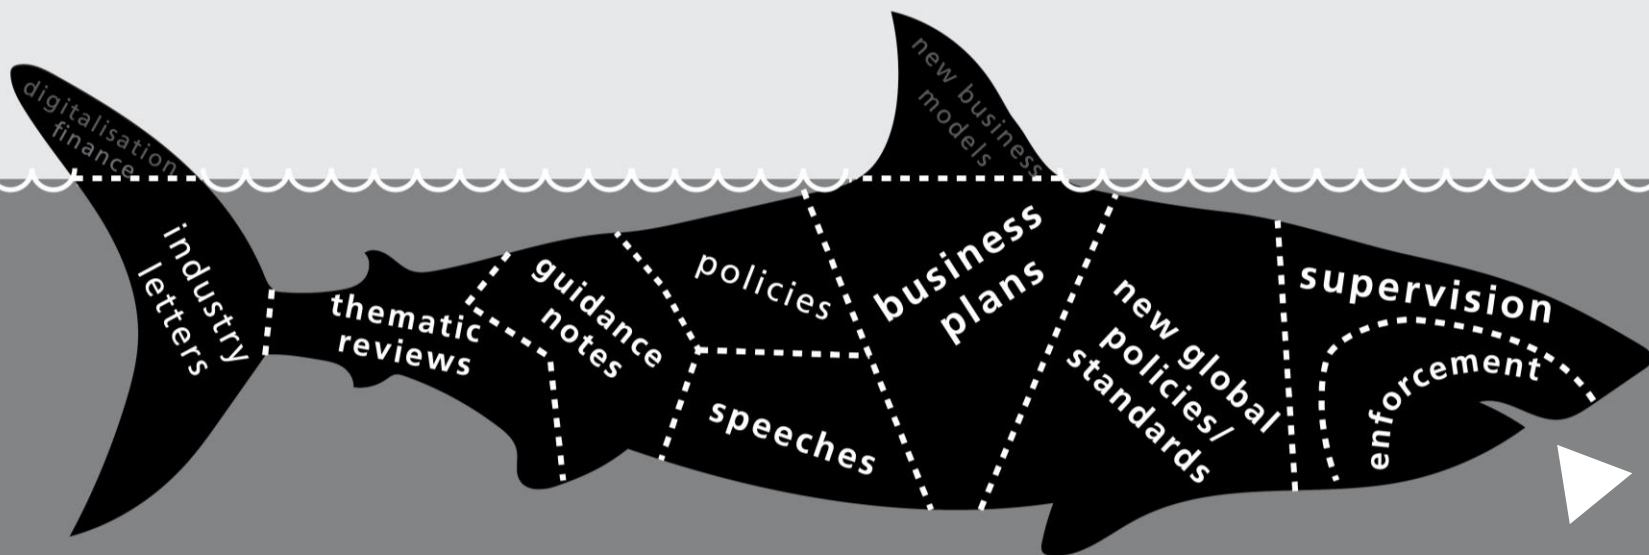 digitalisation
finance
new business
models
industry
letters
thematic
reviews
guidance
notes
policies
speeches
business
plans
new global
policies/
standards
supervision
enforcement